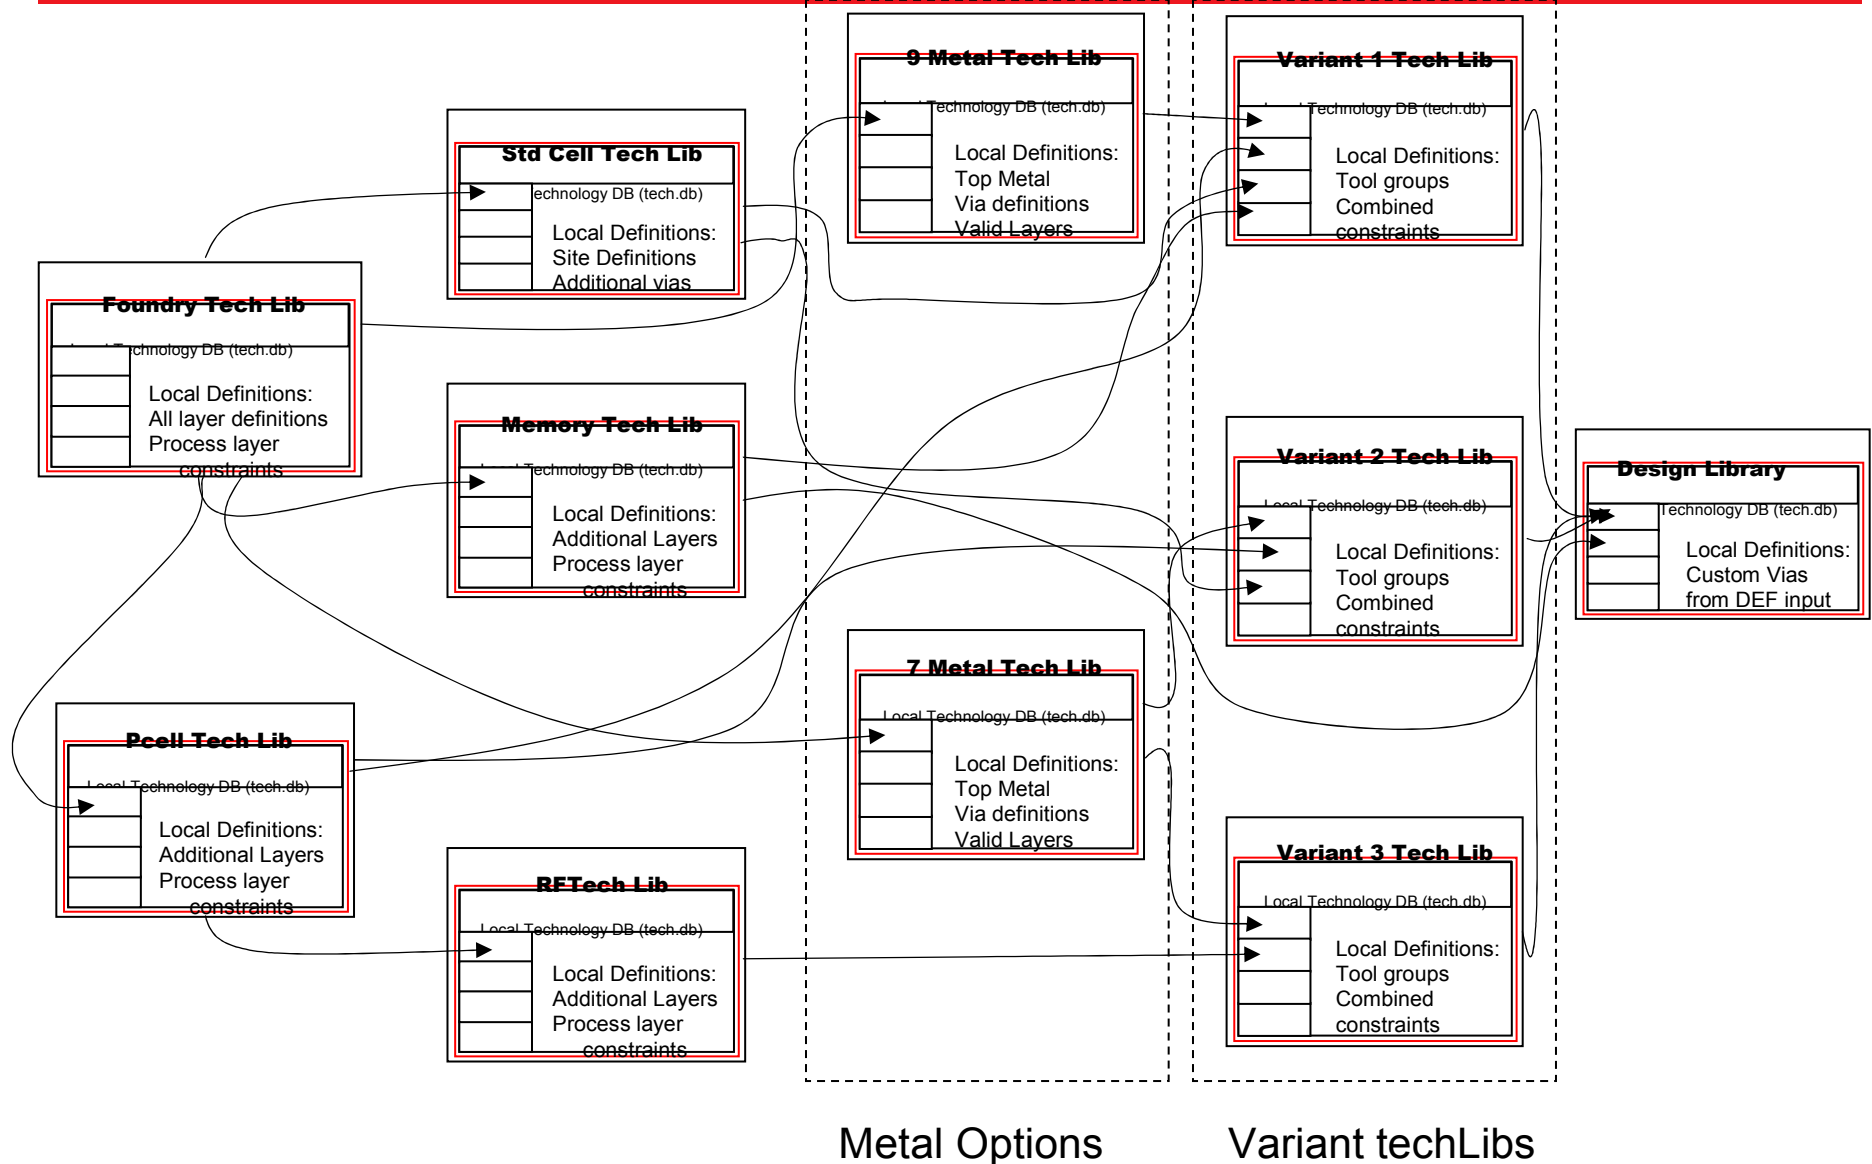 9 Metal Tech Lib
Local Technology DB (tech.db)
Local Definitions:
Top Metal
Via definitions
Valid Layers
Variant 1 Tech Lib
Local Technology DB (tech.db)
Local Definitions:
Tool groups
Combined
constraints
Std Cell Tech Lib
echnology DB (tech.db)
Local Definitions:
Site Definitions
Additional vias
Foundry Tech Lib
Local Technology DB (tech.db)
Local Definitions:
All layer definitions
Process layer
constraints
Memory Tech Lib
Local Technology DB (tech.db)
Local Definitions:
Additional Layers
Process layer
constraints
Variant 2 Tech Lib
Local Technology DB (tech.db)
Local Definitions:
Tool groups
Combined
constraints
Design Library
Technology DB (tech.db)
Local Definitions:
Custom Vias
from DEF input
7 Metal Tech Lib
Local Technology DB (tech.db)
Local Definitions:
Top Metal
Via definitions
Valid Layers
Pcell Tech Lib
Local Technology DB (tech.db)
Local Definitions:
Additional Layers
Process layer
constraints
RFTech Lib
Local Technology DB (tech.db)
Local Definitions:
Additional Layers
Process layer
constraints
Variant 3 Tech Lib
Local Technology DB (tech.db)
Local Definitions:
Tool groups
Combined
constraints
Metal Options
Variant techLibs